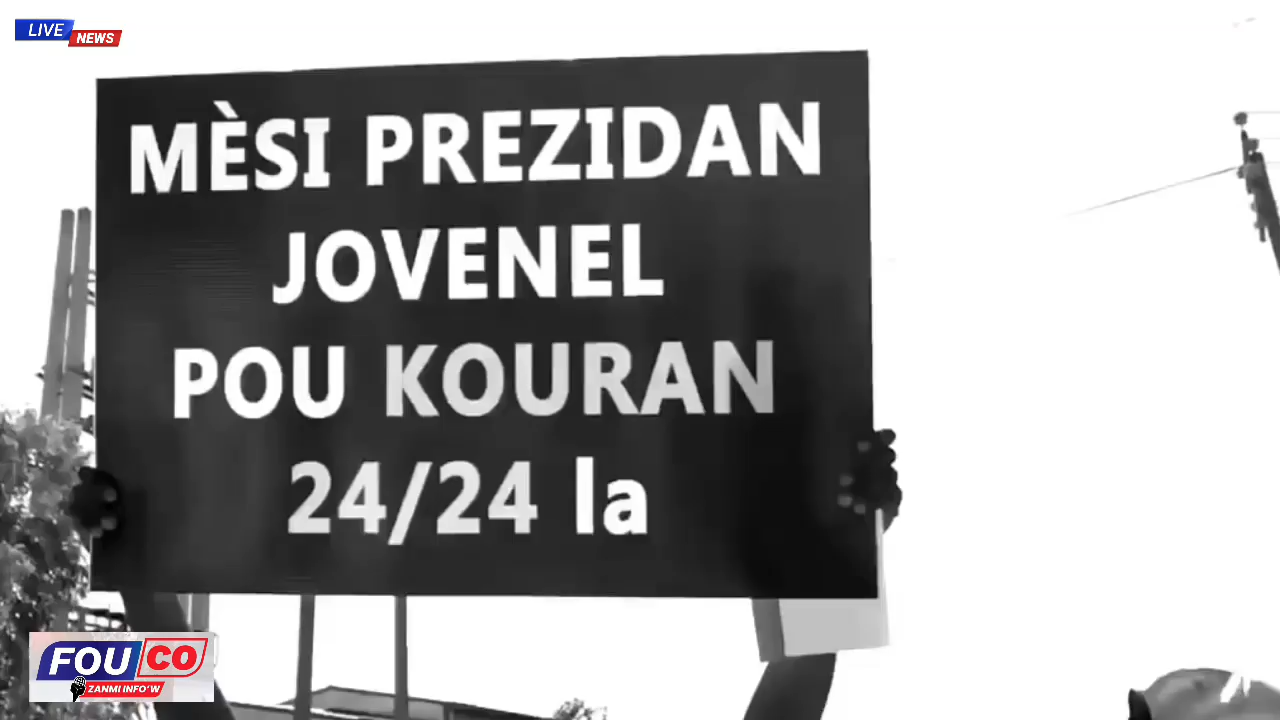 LIVE
NEWS
MÈSI PREZIDAN
JOVENEL
POU KOURAN
24/24 la
FOU CO
ZANMI INFO'W